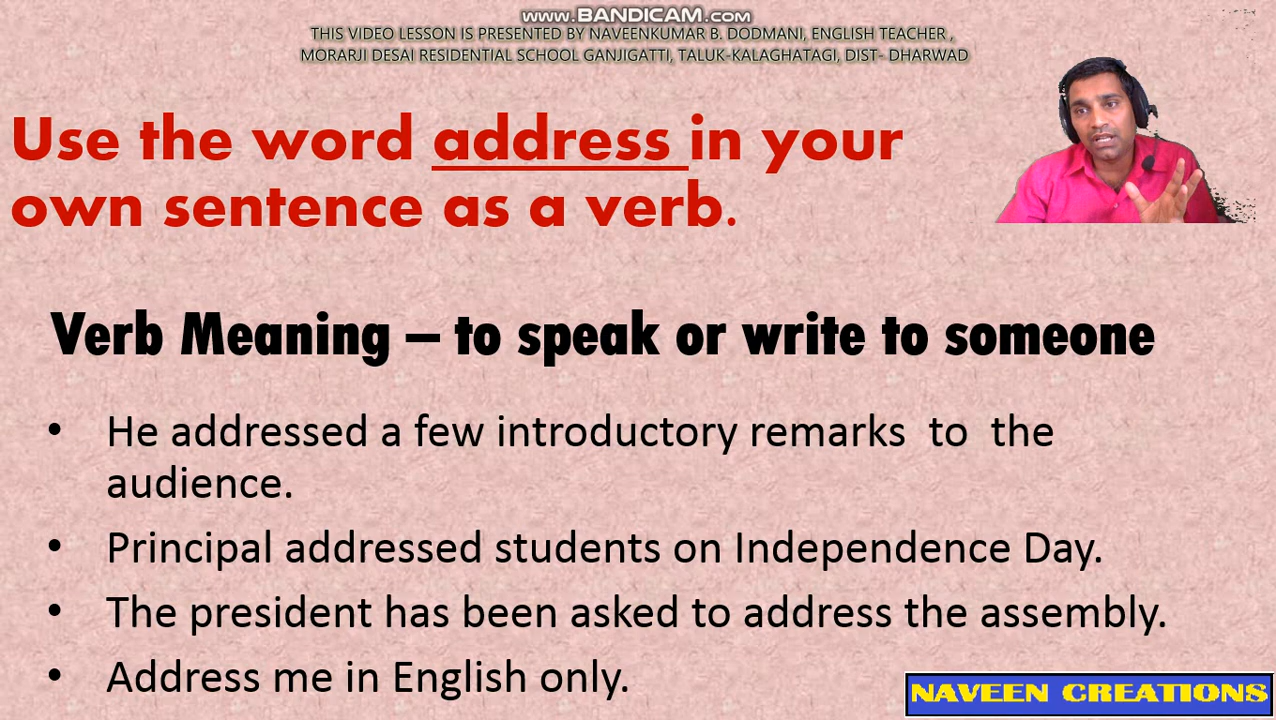 www.BANDICAM.com
THIS VIDEO LESSON IS PRESENTED BY NAVEENKUMAR B. DODMANI, ENGLISH TEACHER ,
MORARJI DESAI RESIDENTIAL SCHOOL GANJIGATTI, TALUK-KALAGHATAGI, DIST- DHARWAD
Use the word address in your
own sentence as a verb.
Verb Meaning – to speak or write to someone
• He addressed a few introductory remarks to the
audience.
• Principal addressed students on Independence Day.
• The president has been asked to address the assembly.
• Address me in English only.
NAVEEN CREATIONS